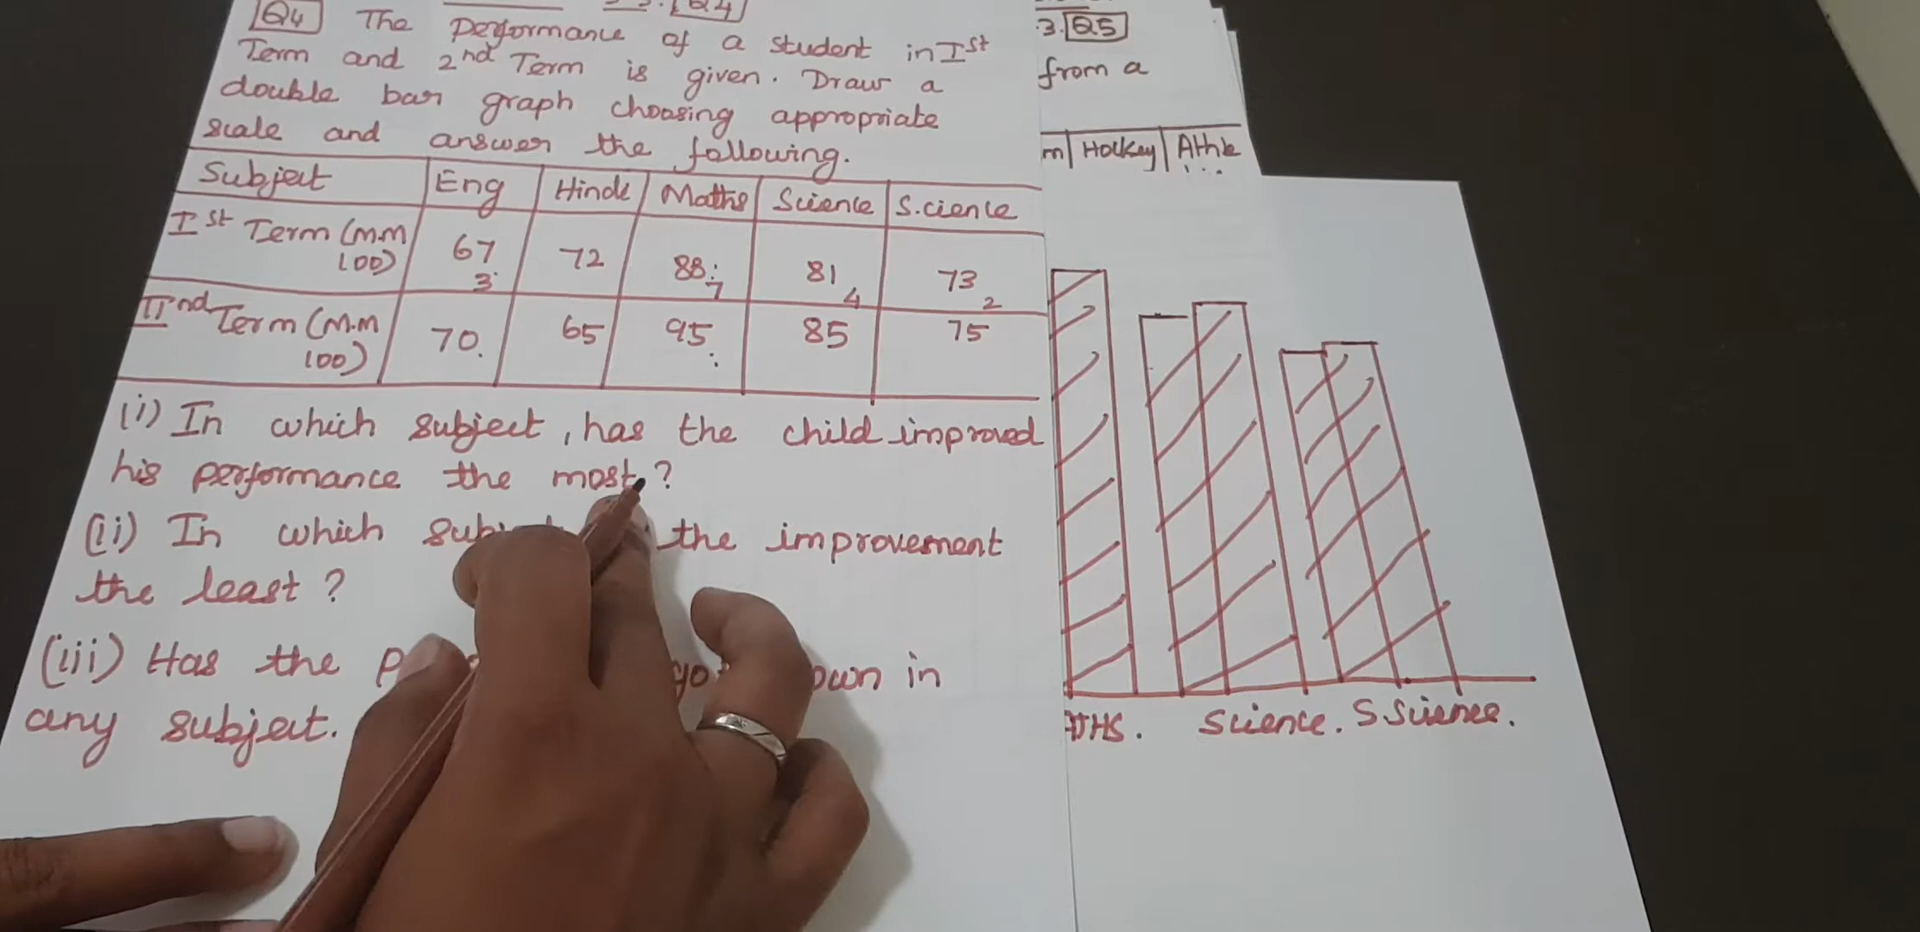 Q4 The performance of a student in Ist
Term and 2nd Term is given. Draw a
double bar graph choosing appropriate
scale and answer the following.
Subject Eng Hindi Maths Science S.cience
Ist Term (M.M 100) 67 72 88 81 73
3 7 4 2
IInd Term (M.M 100) 70 65 95 85 75
(i) In which subject, has the child improved
his performance the most?
(ii) In which the improvement
the least?
(iii) Has the in
any subject.
3. Q5
from a
Hockey
Science. S Science.